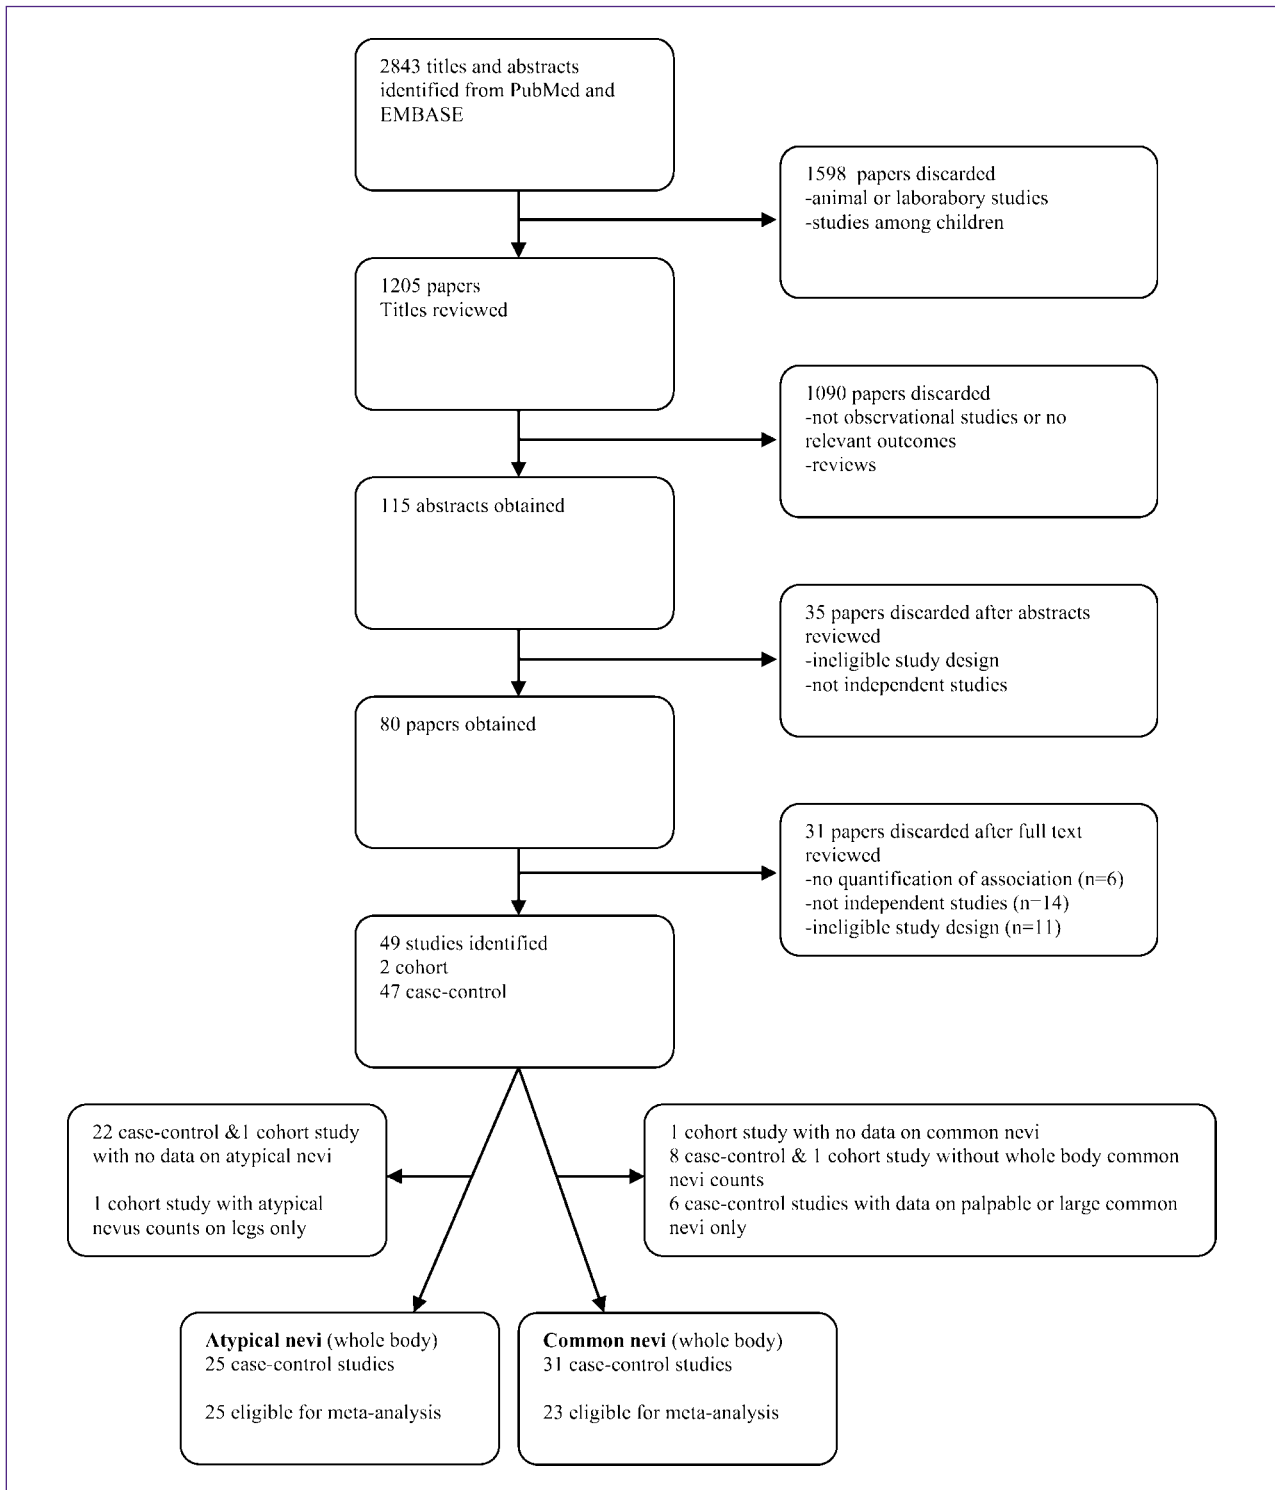 2843 titles and abstracts
identified from PubMed and
EMBASE
1598 papers discarded
-animal or laborabory studies
-studies among children
1205 papers
Titles reviewed
1090 papers discarded
-not observational studies or no
relevant outcomes
-reviews
115 abstracts obtained
35 papers discarded after abstracts
reviewed
-ineligible study design
-not independent studies
80 papers obtained
31 papers discarded after full text
reviewed
-no quantification of association (n=6)
-not independent studies (n=14)
-ineligible study design (n=11)
49 studies identified
2 cohort
47 case-control
22 case-control &1 cohort study
with no data on atypical nevi
1 cohort study with atypical
nevus counts on legs only
1 cohort study with no data on common nevi
8 case-control & 1 cohort study without whole body common
nevi counts
6 case-control studies with data on palpable or large common
nevi only
Atypical nevi (whole body)
25 case-control studies
25 eligible for meta-analysis
Common nevi (whole body)
31 case-control studies
23 eligible for meta-analysis